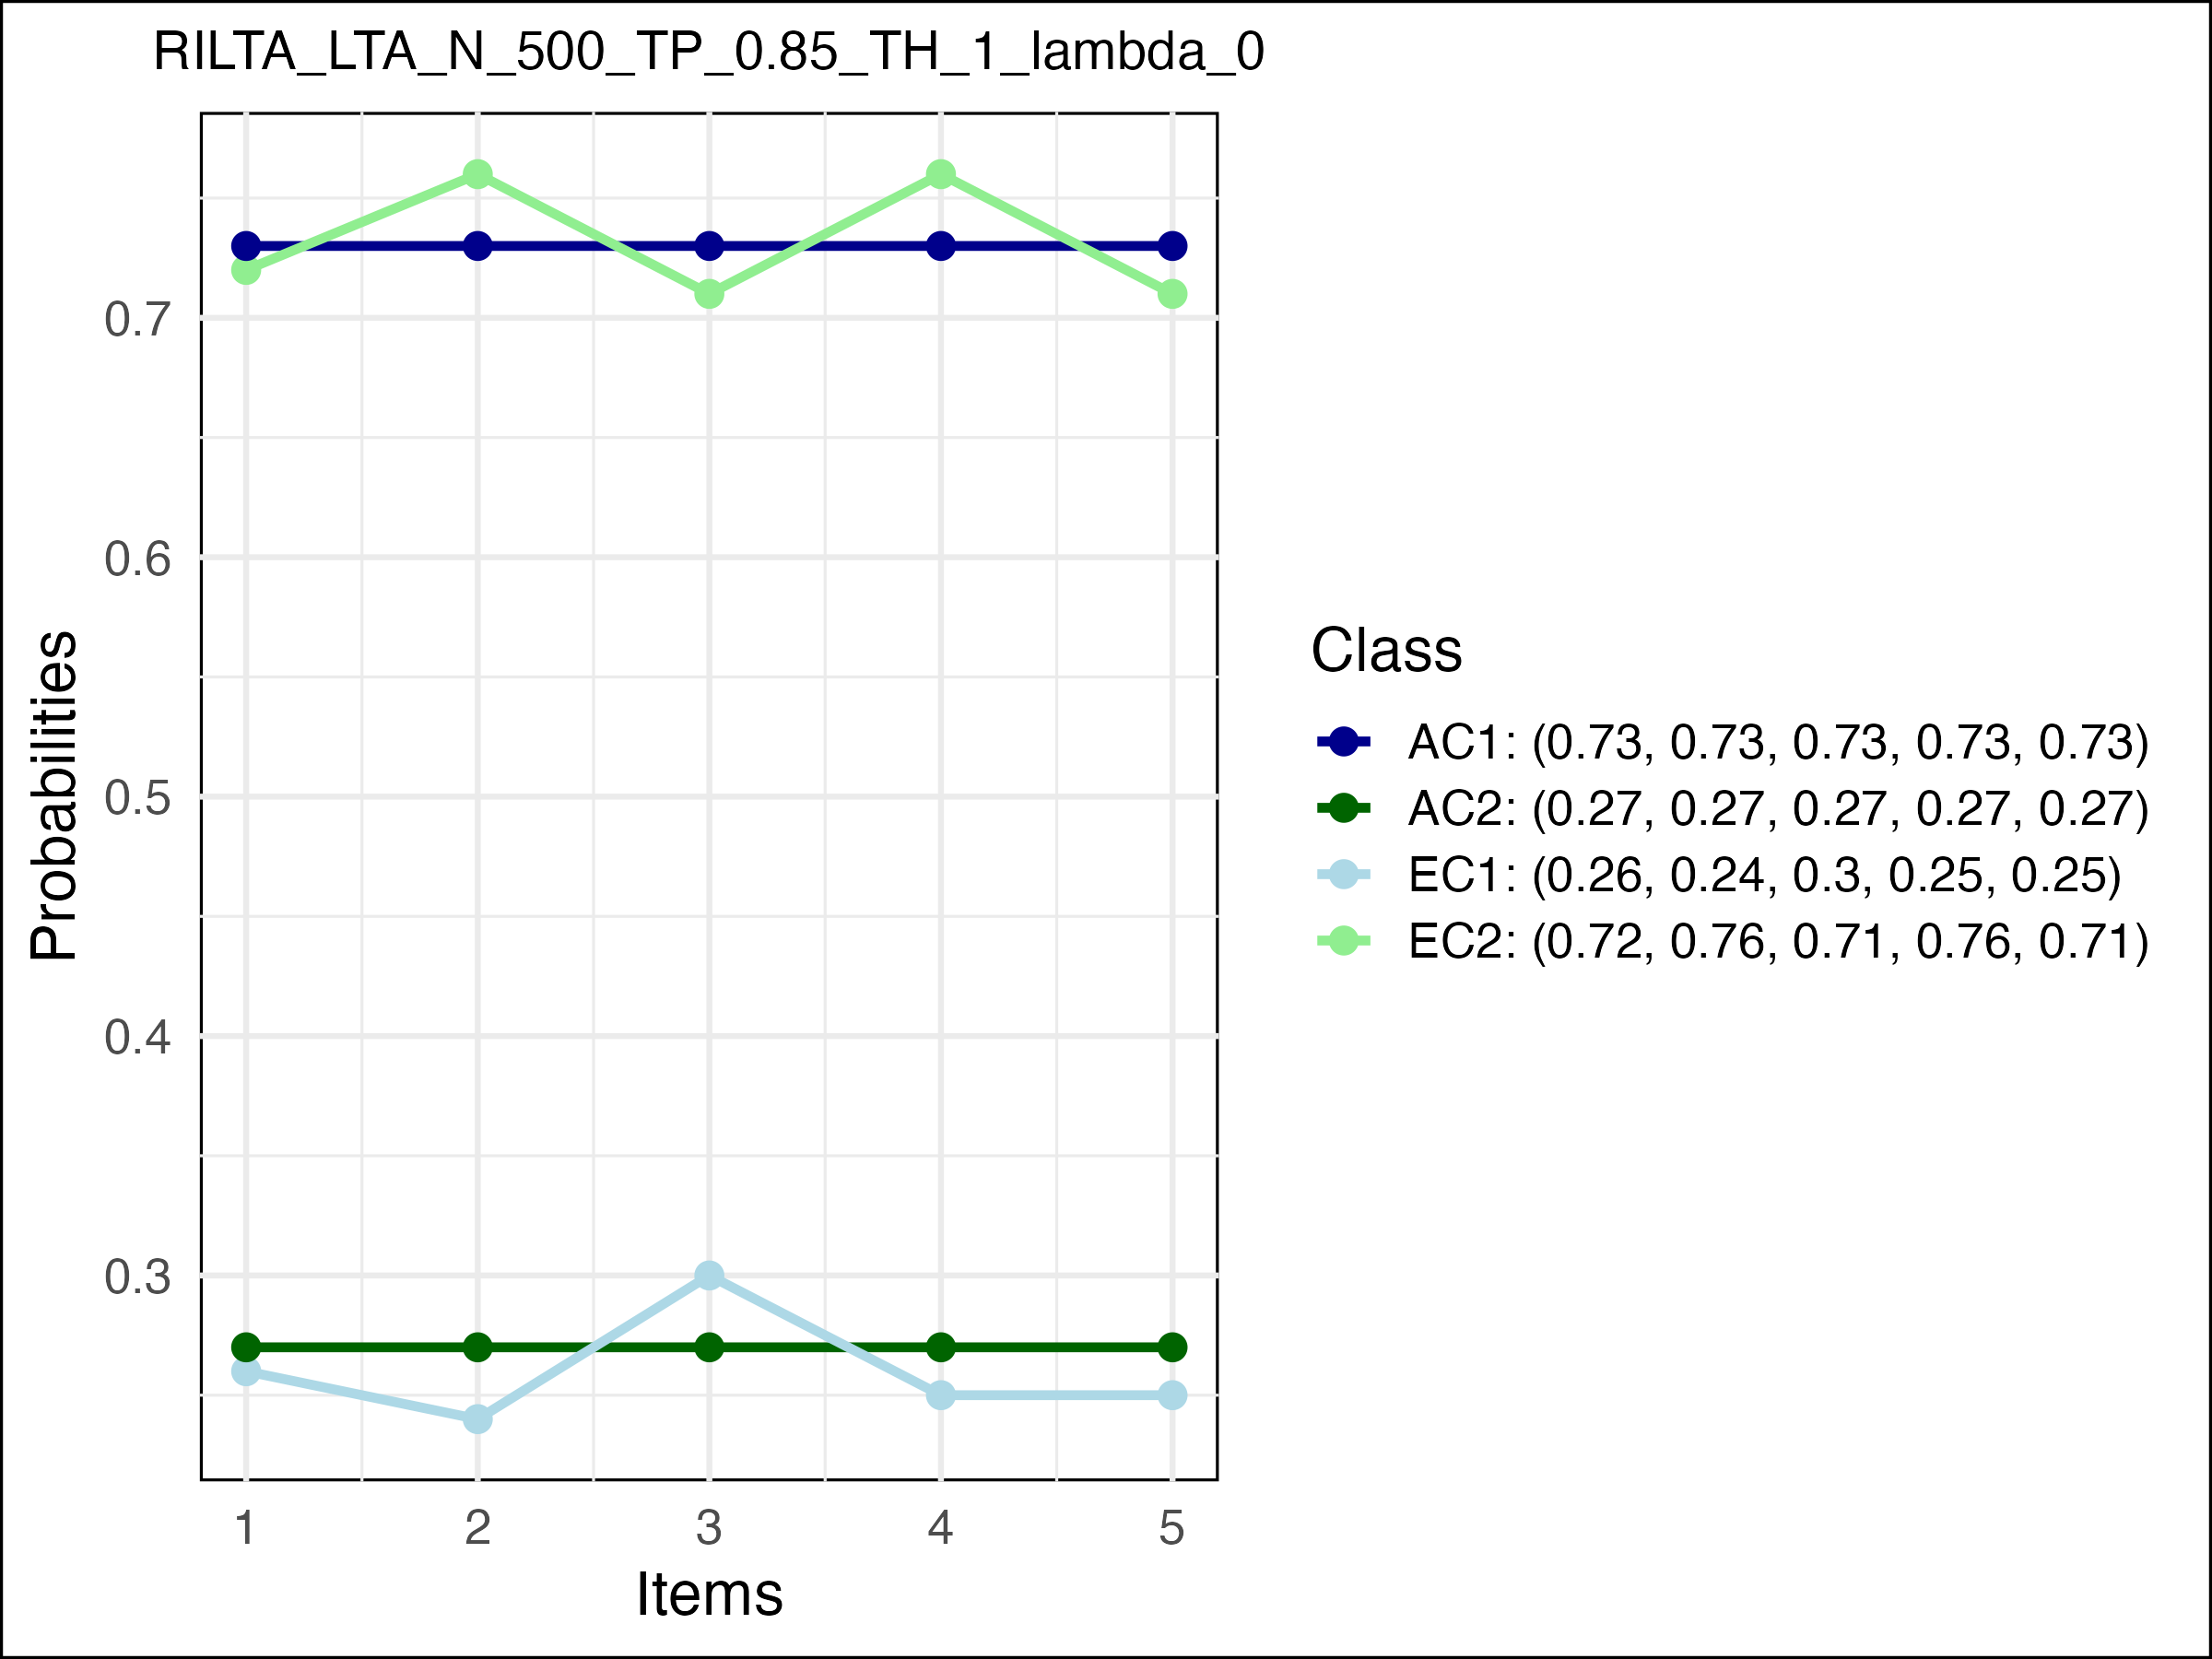 RILTA_LTA_N_500_TP_0.85_TH_1_lambda_0
Probabilities
0.7
0.6
0.5
0.4
0.3
1 2 3 4 5
Items
Class
AC1: (0.73, 0.73, 0.73, 0.73, 0.73)
AC2: (0.27, 0.27, 0.27, 0.27, 0.27)
EC1: (0.26, 0.24, 0.3, 0.25, 0.25)
EC2: (0.72, 0.76, 0.71, 0.76, 0.71)